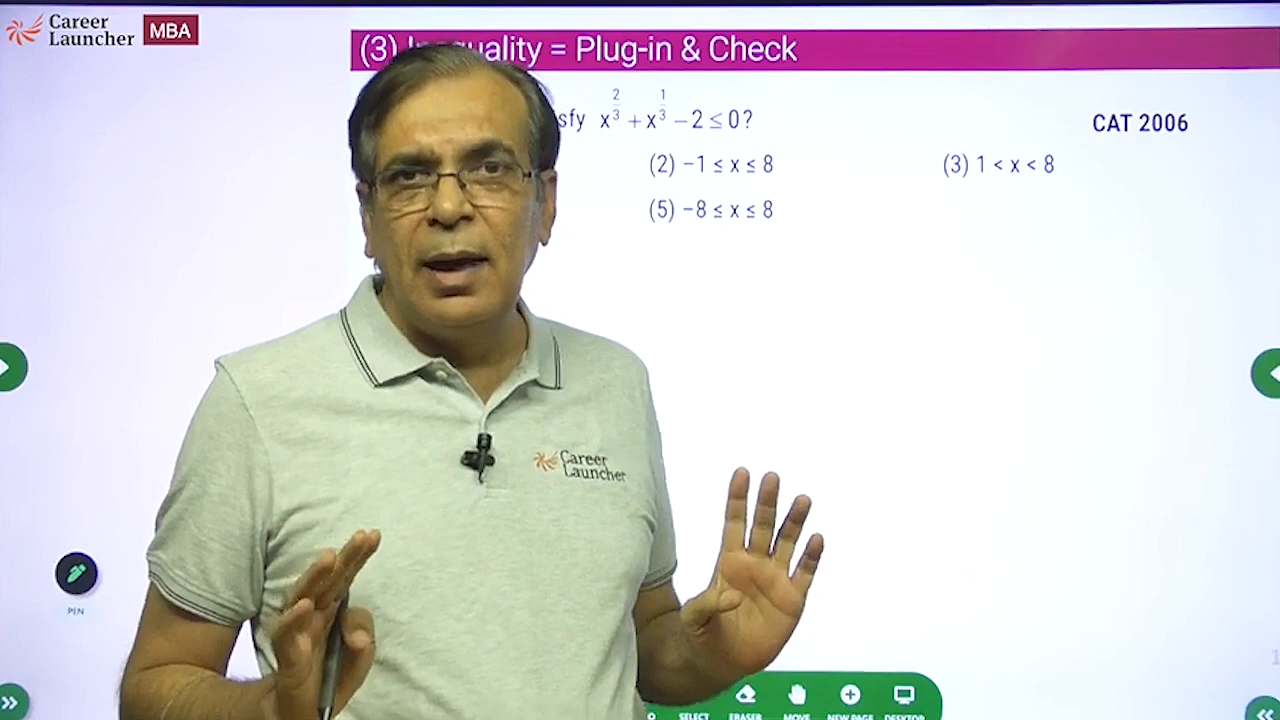 Career
Launcher
MBA
(3) Inequality = Plug-in & Check
sfy x^{2/3} + x^{1/3} – 2 ≤ 0?
CAT 2006
(2) –1 ≤ x ≤ 8
(3) 1 < x < 8
(5) –8 ≤ x ≤ 8
Career
Launcher
PEN
SELECT
ERASER
MOVE
NEW PAGE
DESKTOP